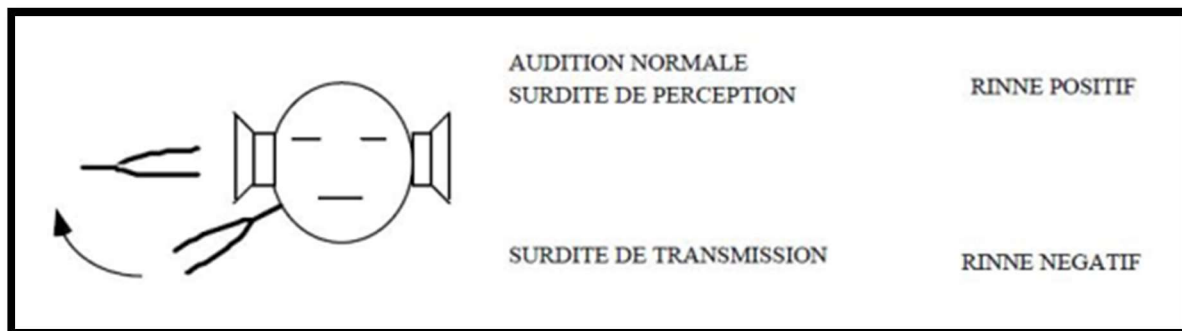 AUDITION NORMALE
SURDITE DE PERCEPTION
RINNE POSITIF
SURDITE DE TRANSMISSION
RINNE NEGATIF